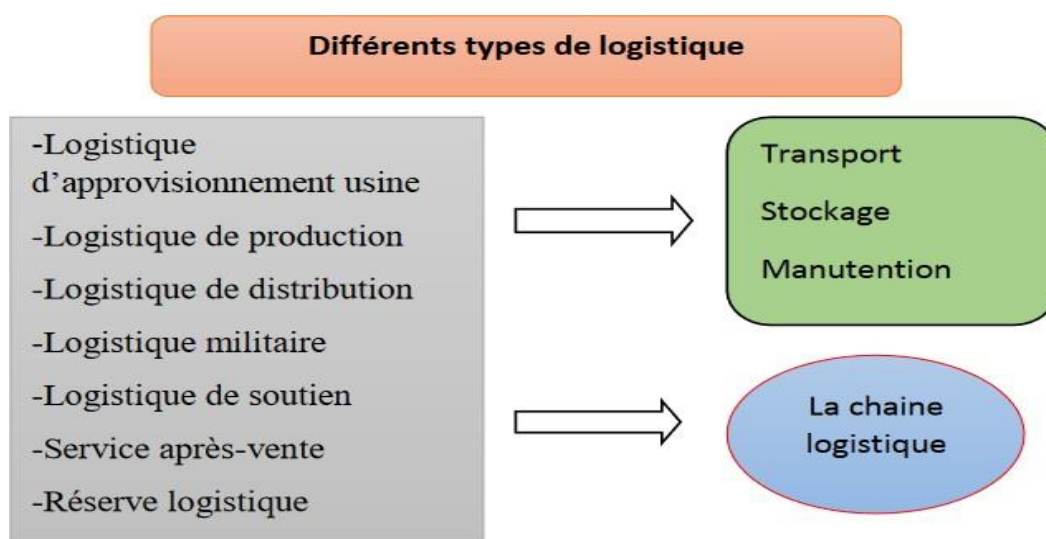 Différents types de logistique
-Logistique
d’approvisionnement usine
-Logistique de production
-Logistique de distribution
-Logistique militaire
-Logistique de soutien
-Service après-vente
-Réserve logistique
Transport
Stockage
Manutention
La chaine
logistique